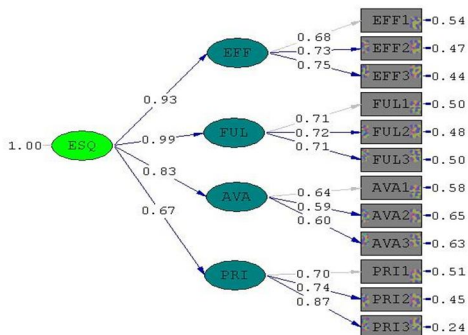 0.68 EFF1 0.54
EFF 0.73 EFF2 0.47
0.75 EFF3 0.44
0.93
0.71 FUL1 0.50
1.00 ESQ 0.99 FUL 0.72 FUL2 0.48
0.71 FUL3 0.50
0.83
0.64 AVA1 0.58
AVA 0.59 AVA2 0.65
0.67 0.60 AVA3 0.63
PRI 0.70 PRI1 0.51
0.74 PRI2 0.45
0.87 PRI3 0.24